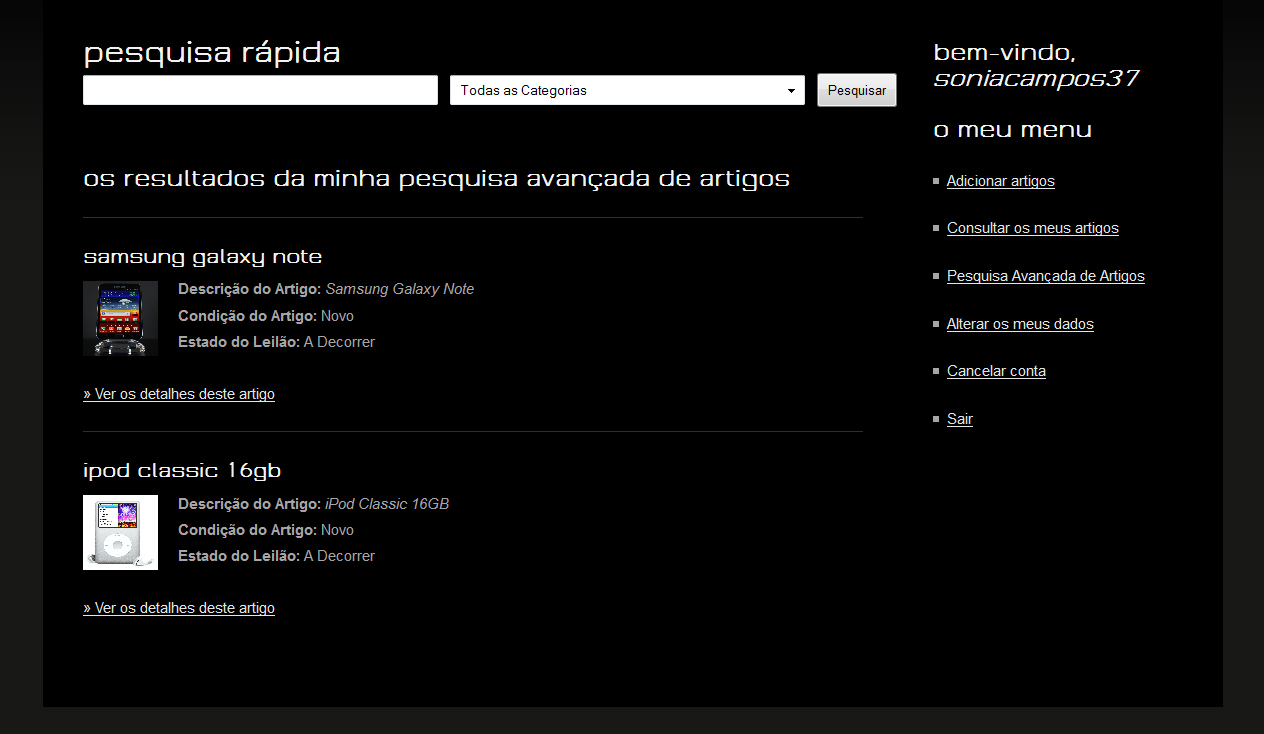 pesquisa rápida
Todas as Categorias
Pesquisar
os resultados da minha pesquisa avançada de artigos
samsung galaxy note
Descrição do Artigo: Samsung Galaxy Note
Condição do Artigo: Novo
Estado do Leilão: A Decorrer
» Ver os detalhes deste artigo
ipod classic 16gb
Descrição do Artigo: iPod Classic 16GB
Condição do Artigo: Novo
Estado do Leilão: A Decorrer
» Ver os detalhes deste artigo
bem-vindo,
soniacampos37
o meu menu
Adicionar artigos
Consultar os meus artigos
Pesquisa Avançada de Artigos
Alterar os meus dados
Cancelar conta
Sair